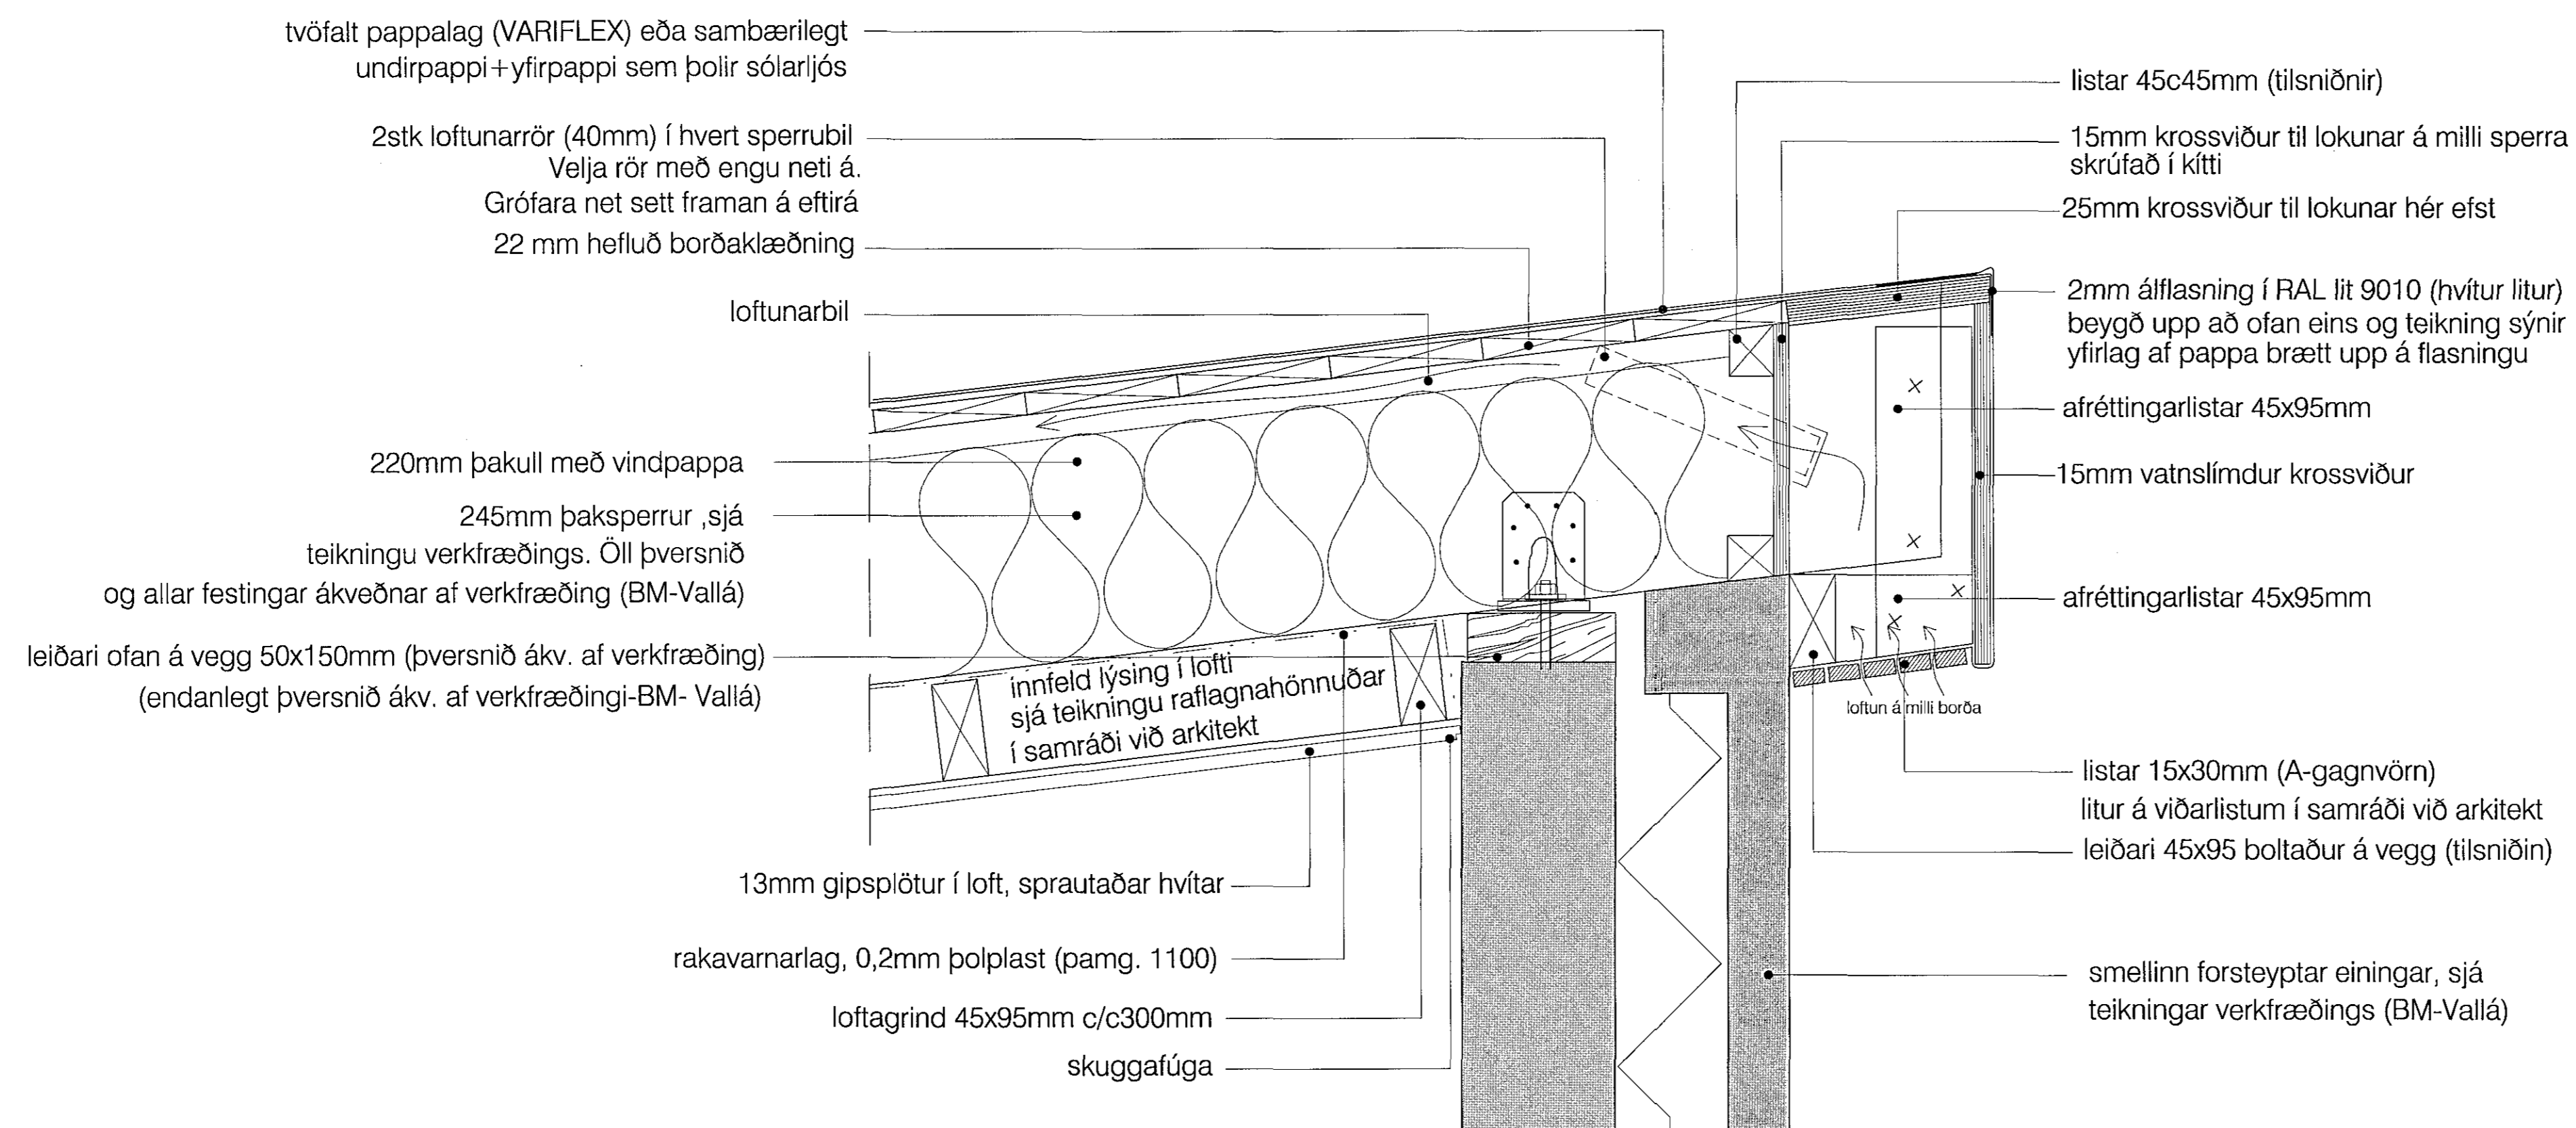 tvöfalt pappalag (VARIFLEX) eða sambærilegt
undirpappi+yfirpappi sem þolir sólarljós
2stk loftunarrör (40mm) í hvert sperrubil
Velja rör með engu neti á.
Grófara net sett framan á eftirá
22 mm hefluð borðaklæðning
loftunarbil
220mm þakull með vindpappa
245mm þaksperrur ,sjá
teikningu verkfræðings. Öll þversnið
og allar festingar ákveðnar af verkfræðing (BM-Vallá)
leiðari ofan á vegg 50x150mm (þversnið ákv. af verkfræðing)
(endanlegt þversnið ákv. af verkfræðingi-BM- Vallá)
innfeld lýsing í lofti
sjá teikningu raflagnahönnuðar
í samráði við arkitekt
13mm gipsplötur í loft, sprautaðar hvítar
rakavarnarlag, 0,2mm þolplast (pamg. 1100)
loftagrind 45x95mm c/c300mm
skuggafúga
listar 45c45mm (tilsniðnir)
15mm krossviður til lokunar á milli sperra
skrúfað í kítti
25mm krossviður til lokunar hér efst
2mm álflasning í RAL lit 9010 (hvítur litur)
beygð upp að ofan eins og teikning sýnir
yfirlag af pappa brætt upp á flasningu
afréttingarlistar 45x95mm
15mm vatnslímdur krossviður
afréttingarlistar 45x95mm
loftun á milli borða
listar 15x30mm (A-gagnvörn)
litur á viðarlistum í samráði við arkitekt
leiðari 45x95 boltaður á vegg (tilsniðin)
smellinn forsteyptar einingar, sjá
teikningar verkfræðings (BM-Vallá)